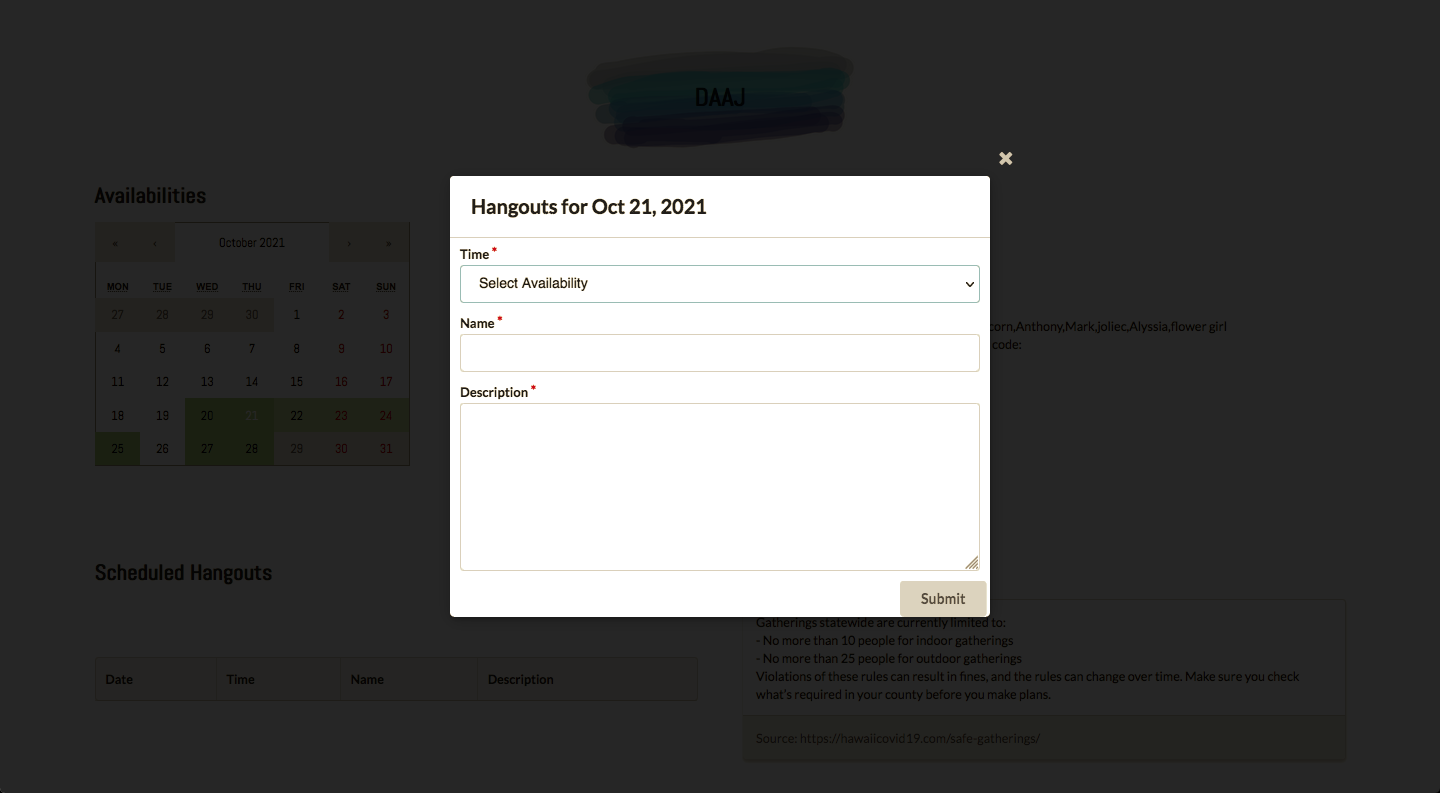 DAAJ
Availabilities
« ‹ October 2021 › »
MON TUE WED THU FRI SAT SUN
27 28 29 30 1 2 3
4 5 6 7 8 9 10
11 12 13 14 15 16 17
18 19 20 21 22 23 24
25 26 27 28 29 30 31
Hangouts for Oct 21, 2021
Time *
Select Availability
Name *
Description *
Submit
corn,Anthony,Mark,joliec,Alyssia,flower girl
code:
Scheduled Hangouts
Date Time Name Description
Gatherings statewide are currently limited to:
- No more than 10 people for indoor gatherings
- No more than 25 people for outdoor gatherings
Violations of these rules can result in fines, and the rules can change over time. Make sure you check
what's required in your county before you make plans.
Source: https://hawaiicovid19.com/safe-gatherings/